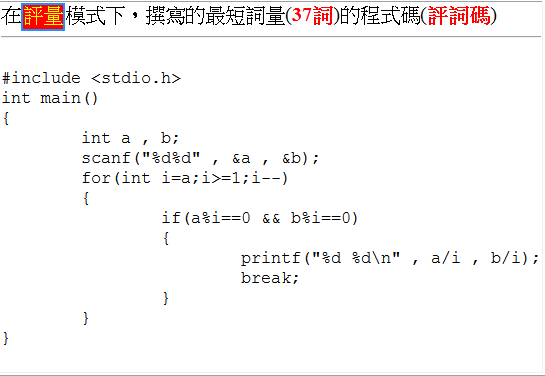 在評量模式下，撰寫的最短詞量(37詞)的程式碼(評詞碼)
#include <stdio.h>
int main()
{
        int a , b;
        scanf("%d%d" , &a , &b);
        for(int i=a;i>=1;i--)
        {
                if(a%i==0 && b%i==0)
                {
                        printf("%d %d\n" , a/i , b/i);
                        break;
                }
        }
}